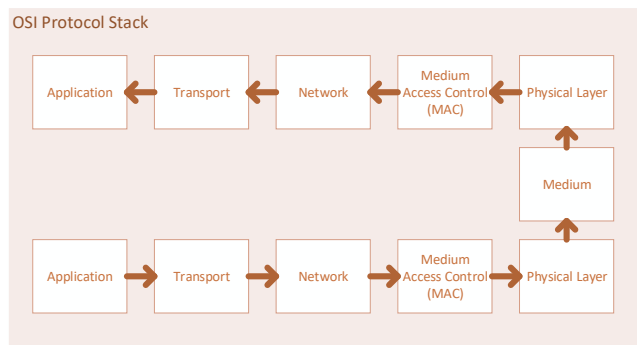 OSI Protocol Stack
Application
Transport
Network
Medium
Access Control
(MAC)
Physical Layer
Medium
Application
Transport
Network
Medium
Access Control
(MAC)
Physical Layer